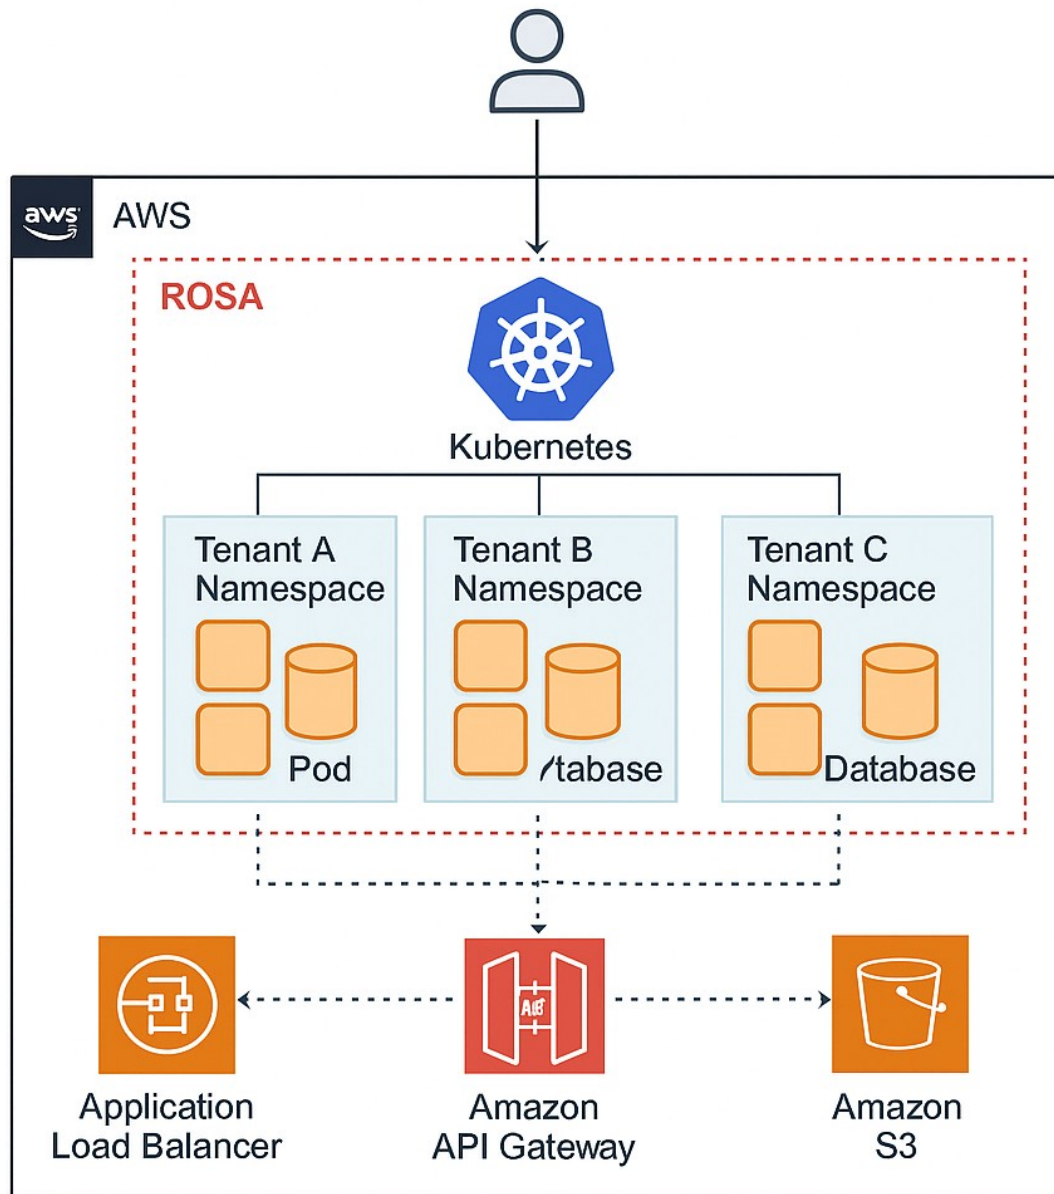 aws
AWS
ROSA
Kubernetes
Tenant A
Namespace
Tenant B
Namespace
Tenant C
Namespace
Pod
tabase
Database
Application
Load Balancer
Amazon
API Gateway
Amazon
S3